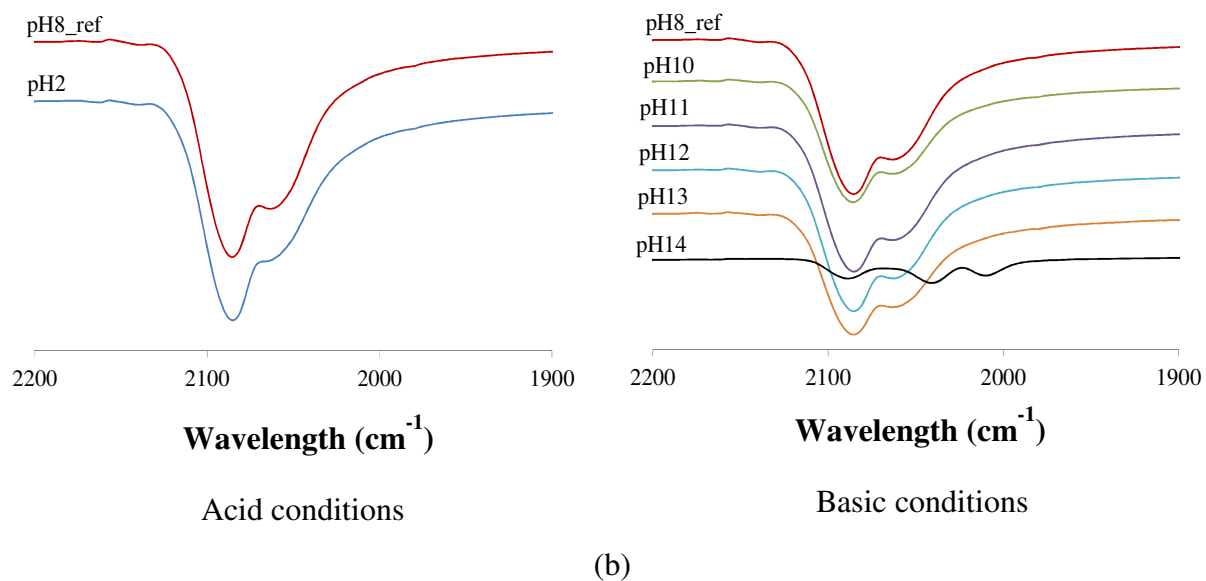 pH8_ref
pH2
2200 2100 2000 1900
Wavelength (cm-1)
Acid conditions
pH8_ref
pH10
pH11
pH12
pH13
pH14
2200 2100 2000 1900
Wavelength (cm-1)
Basic conditions
(b)